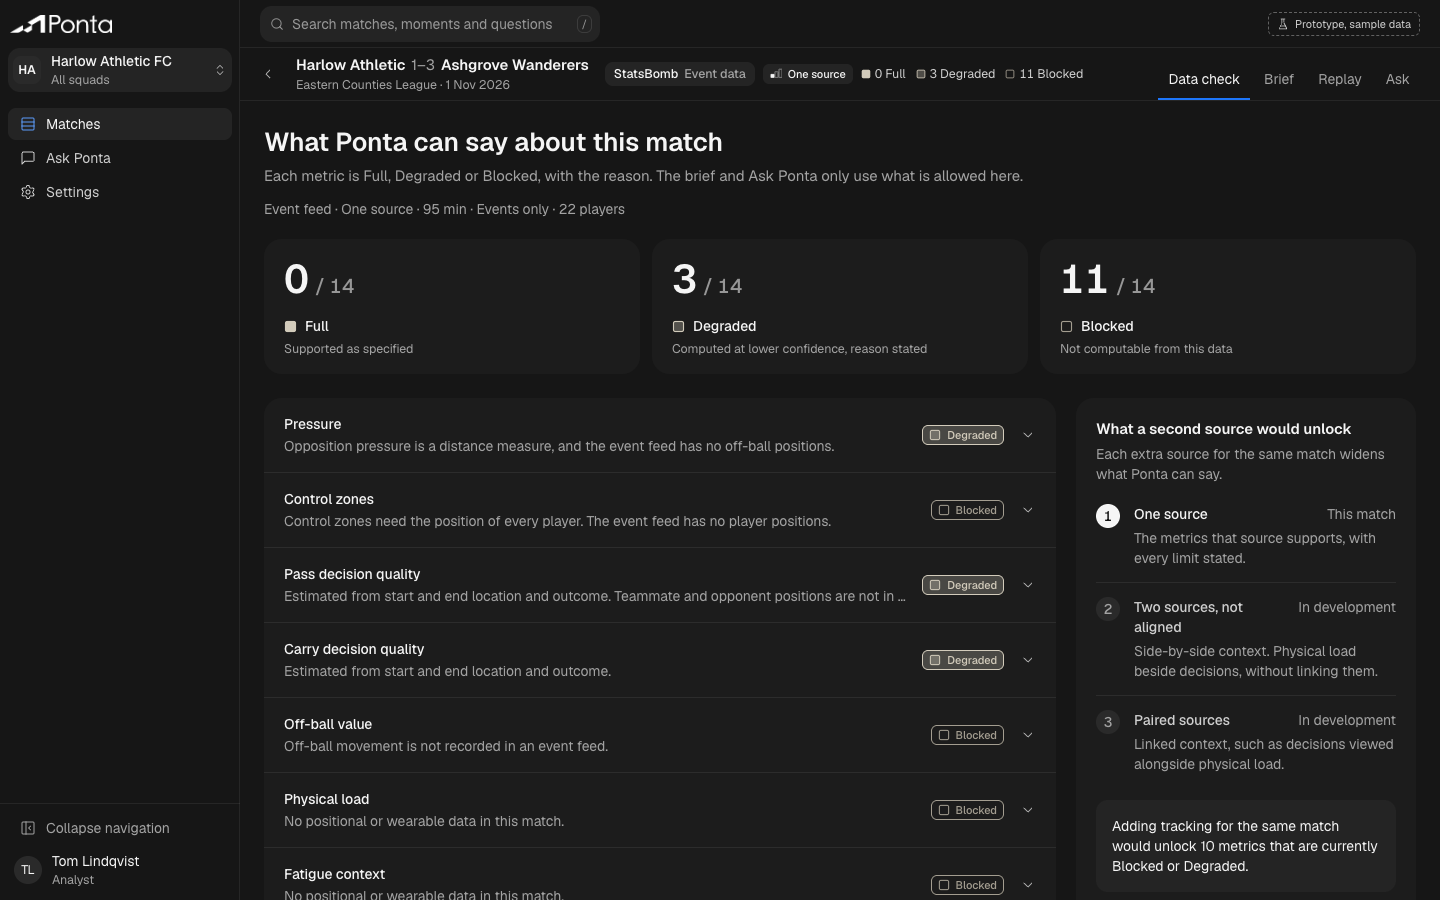 Ponta
HA
Harlow Athletic FC
All squads
Matches
Ask Ponta
Settings
Collapse navigation
TL
Tom Lindqvist
Analyst
Search matches, moments and questions
/
Prototype, sample data
Harlow Athletic 1–3 Ashgrove Wanderers
Eastern Counties League · 1 Nov 2026
StatsBomb Event data
One source
0 Full
3 Degraded
11 Blocked
Data check
Brief
Replay
Ask
What Ponta can say about this match
Each metric is Full, Degraded or Blocked, with the reason. The brief and Ask Ponta only use what is allowed here.
Event feed · One source · 95 min · Events only · 22 players
0 / 14
Full
Supported as specified
3 / 14
Degraded
Computed at lower confidence, reason stated
11 / 14
Blocked
Not computable from this data
Pressure
Opposition pressure is a distance measure, and the event feed has no off-ball positions.
Degraded
Control zones
Control zones need the position of every player. The event feed has no player positions.
Blocked
Pass decision quality
Estimated from start and end location and outcome. Teammate and opponent positions are not in ...
Degraded
Carry decision quality
Estimated from start and end location and outcome.
Degraded
Off-ball value
Off-ball movement is not recorded in an event feed.
Blocked
Physical load
No positional or wearable data in this match.
Blocked
Fatigue context
No positional or wearable data in this match.
Blocked
What a second source would unlock
Each extra source for the same match widens
what Ponta can say.
1
One source
This match
The metrics that source supports, with
every limit stated.
2
Two sources, not
aligned
In development
Side-by-side context. Physical load
beside decisions, without linking them.
3
Paired sources
In development
Linked context, such as decisions viewed
alongside physical load.
Adding tracking for the same match
would unlock 10 metrics that are currently
Blocked or Degraded.